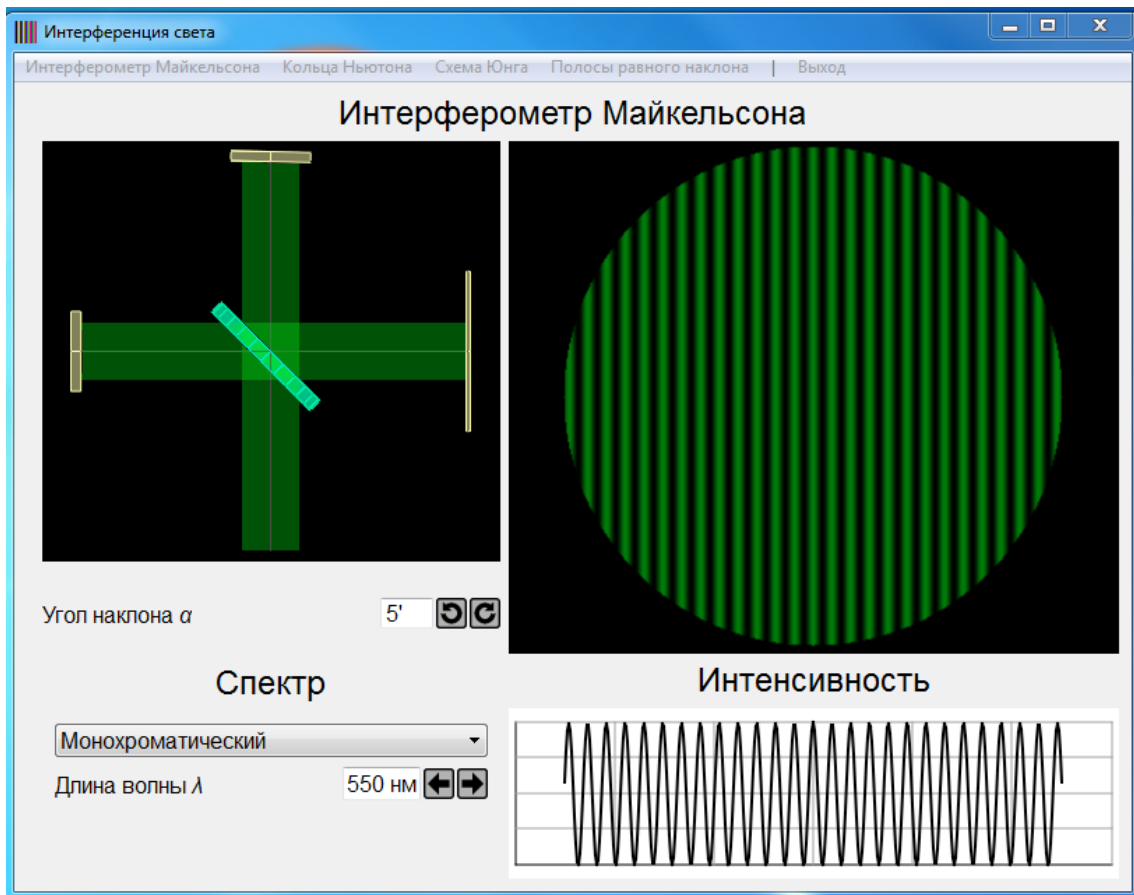 Интерференция света
Интерферометр Майкельсона Кольца Ньютона Схема Юнга Полосы равного наклона | Выход
Интерферометр Майкельсона
Угол наклона α 5'
Спектр
Интенсивность
Монохроматический
Длина волны λ 550 нм